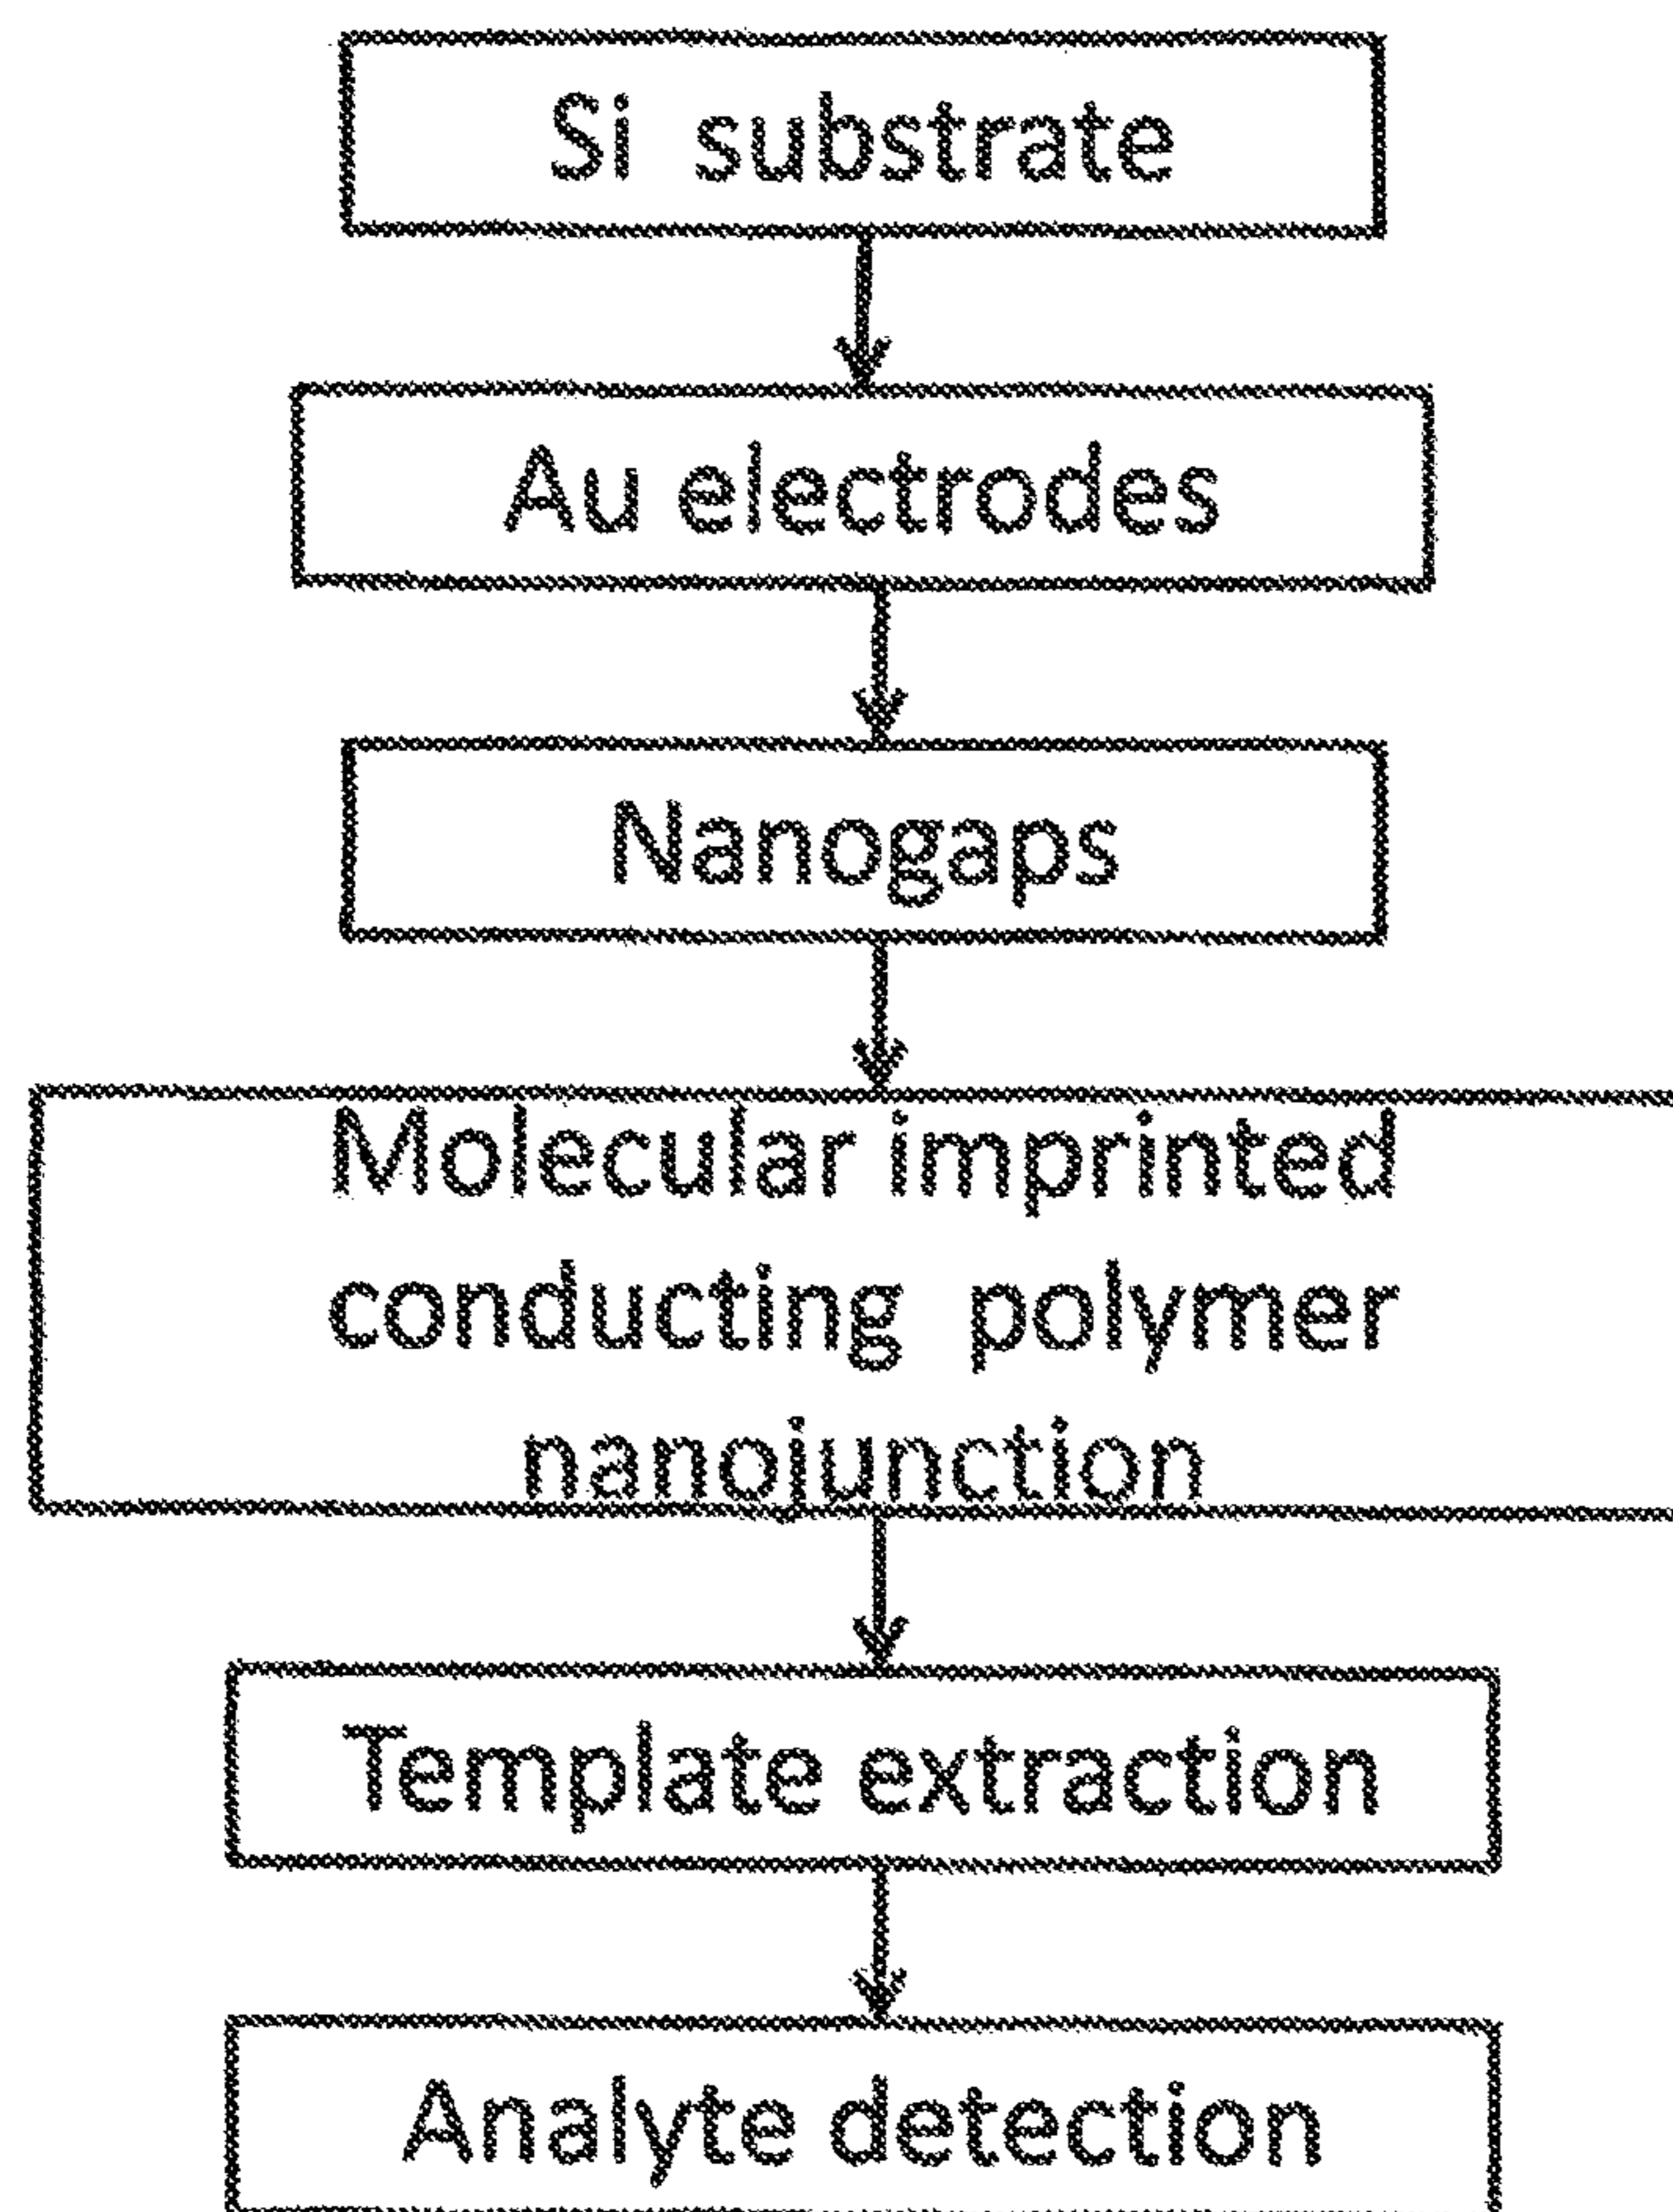 Si substrate
Au electrodes
Nanogaps
Molecular imprinted
conducting polymer
nanojunction
Template extraction
Analyte detection